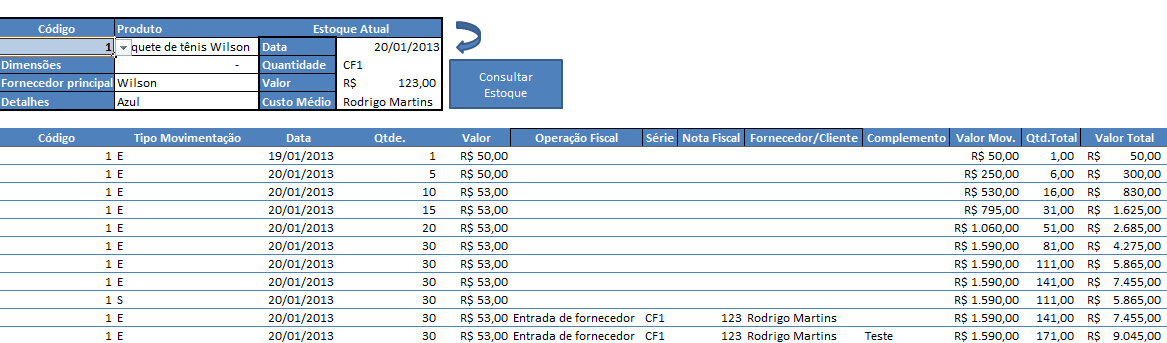 Código Produto Estoque Atual
1 quete de tênis Wilson Data 20/01/2013
Dimensões - Quantidade CF1
Fornecedor principal Wilson Valor R$ 123,00
Detalhes Azul Custo Médio Rodrigo Martins
Consultar
Estoque
Código Tipo Movimentação Data Qtde. Valor Operação Fiscal Série Nota Fiscal Fornecedor/Cliente Complemento Valor Mov. Qtd.Total Valor Total
1 E 19/01/2013 1 R$ 50,00 R$ 50,00 1,00 R$ 50,00
1 E 20/01/2013 5 R$ 50,00 R$ 250,00 6,00 R$ 300,00
1 E 20/01/2013 10 R$ 53,00 R$ 530,00 16,00 R$ 830,00
1 E 20/01/2013 15 R$ 53,00 R$ 795,00 31,00 R$ 1.625,00
1 E 20/01/2013 20 R$ 53,00 R$ 1.060,00 51,00 R$ 2.685,00
1 E 20/01/2013 30 R$ 53,00 R$ 1.590,00 81,00 R$ 4.275,00
1 E 20/01/2013 30 R$ 53,00 R$ 1.590,00 111,00 R$ 5.865,00
1 E 20/01/2013 30 R$ 53,00 R$ 1.590,00 141,00 R$ 7.455,00
1 S 20/01/2013 30 R$ 53,00 R$ 1.590,00 111,00 R$ 5.865,00
1 E 20/01/2013 30 R$ 53,00 Entrada de fornecedor CF1 123 Rodrigo Martins R$ 1.590,00 141,00 R$ 7.455,00
1 E 20/01/2013 30 R$ 53,00 Entrada de fornecedor CF1 123 Rodrigo Martins Teste R$ 1.590,00 171,00 R$ 9.045,00